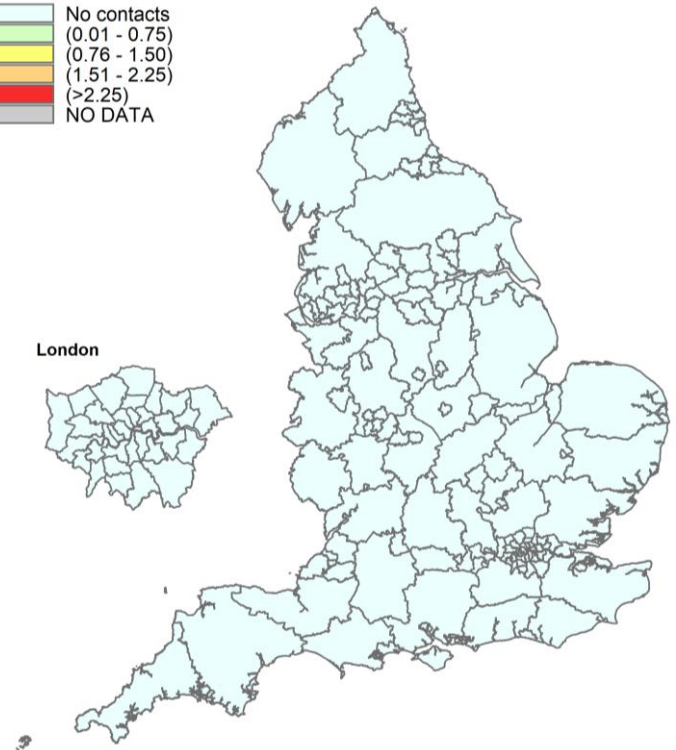 No contacts
(0.01 - 0.75)
(0.76 - 1.50)
(1.51 - 2.25)
(>2.25)
NO DATA
London